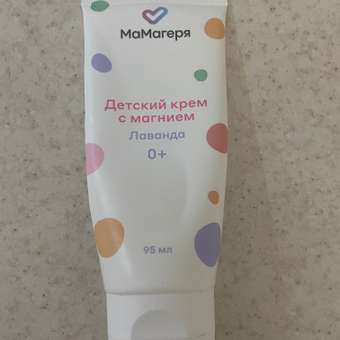 МаМагеря
Детский крем
с магнием
Лаванда
0+
95 мл